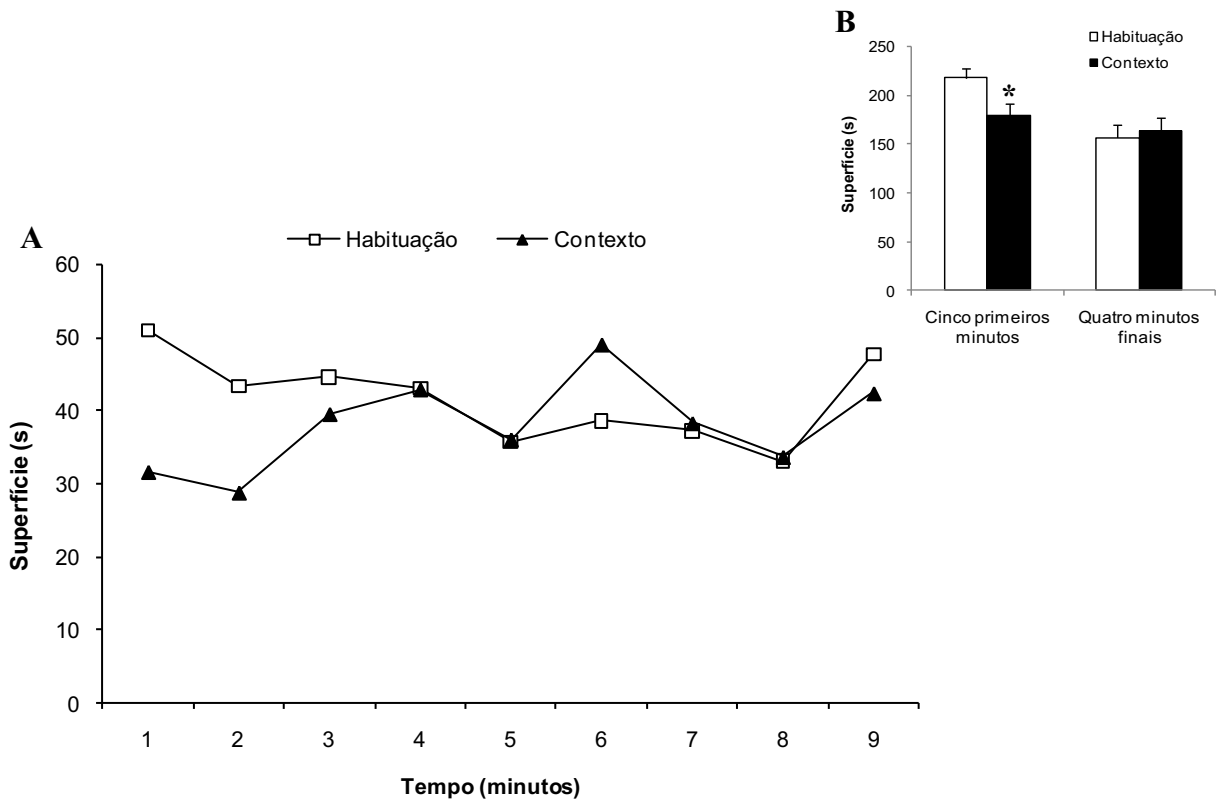 B
Habituação
Contexto
250
200
150
100
50
0
Superfície (s)
*
Cinco primeiros
minutos
Quatro minutos
finais
A
Habituação
Contexto
60
50
40
30
20
10
0
Superfície (s)
1 2 3 4 5 6 7 8 9
Tempo (minutos)